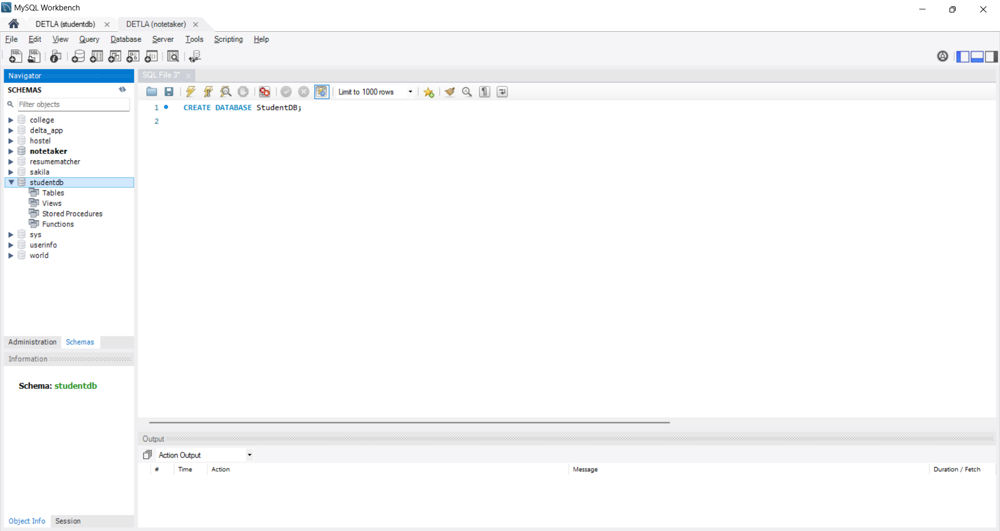 MySQL Workbench
DETLA (studentdb)
DETLA (notetaker)
File Edit View Query Database Server Tools Scripting Help
Navigator
SCHEMAS
Filter objects
college
delta_app
hostel
notetaker
resumematcher
sakila
studentdb
Tables
Views
Stored Procedures
Functions
sys
userinfo
world
Administration Schemas
Information
Schema: studentdb
Object Info Session
SQL File 3*
Limit to 1000 rows
1 CREATE DATABASE StudentDB;
2
Output
Action Output
# Time Action Message Duration / Fetch